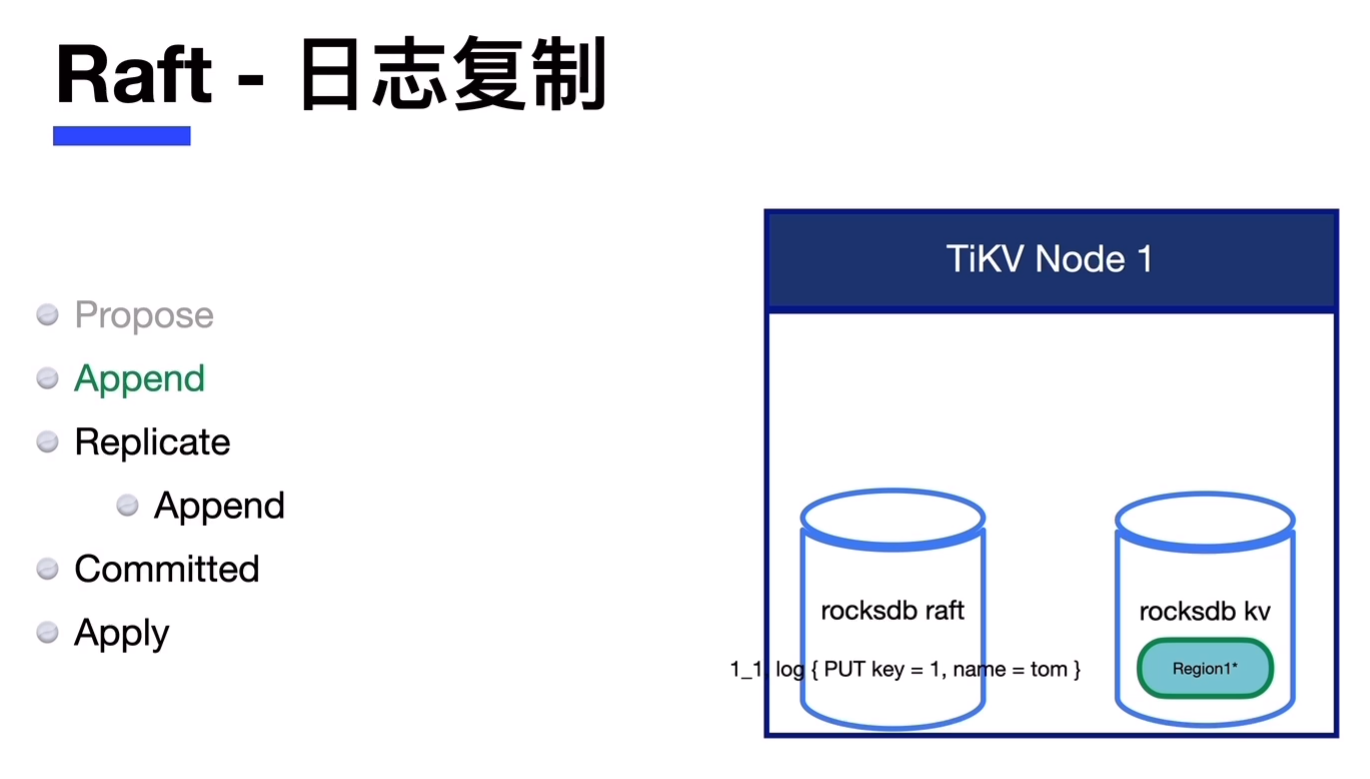 Raft - 日志复制
Propose
Append
Replicate
Append
Committed
Apply
TiKV Node 1
rocksdb raft
rocksdb kv
1_1 log { PUT key = 1, name = tom }
Region1*